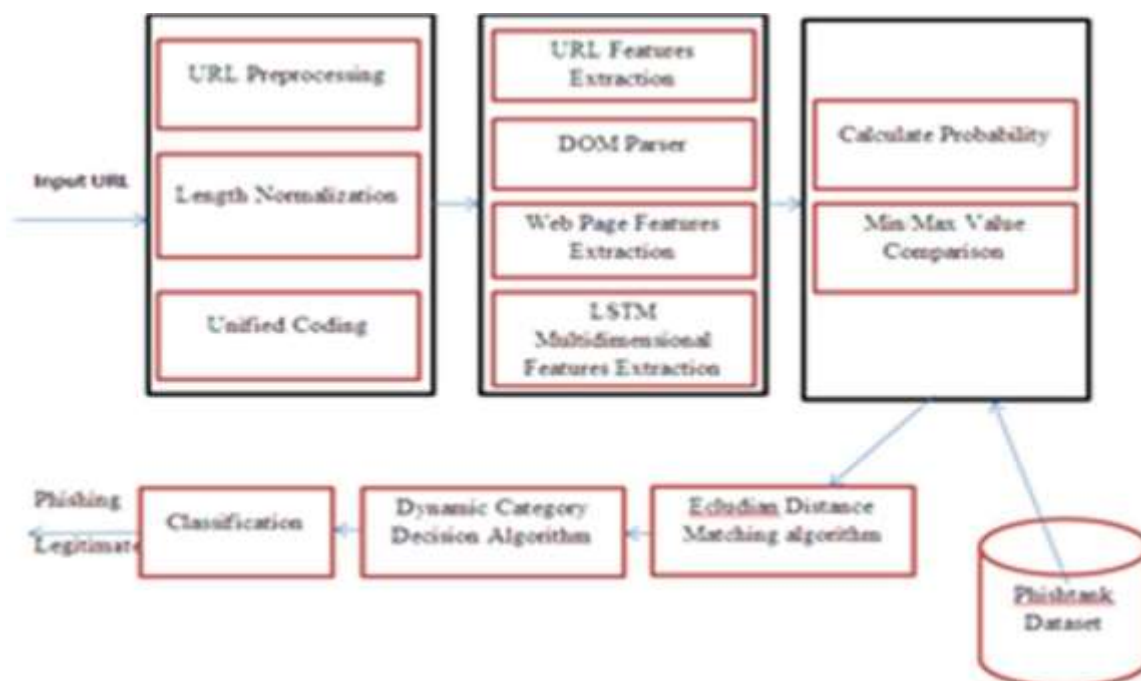 Input URL
URL Preprocessing
Length Normalization
Unified Coding
URL Features
Extraction
DOM Parser
Web Page Features
Extraction
LSTM
Multidimensional
Features Extraction
Calculate Probability
Min/Max Value
Comparison
Ecludian Distance
Matching algorithm
Dynamic Category
Decision Algorithm
Classification
Phishing
Legitimate
Phishtank
Dataset